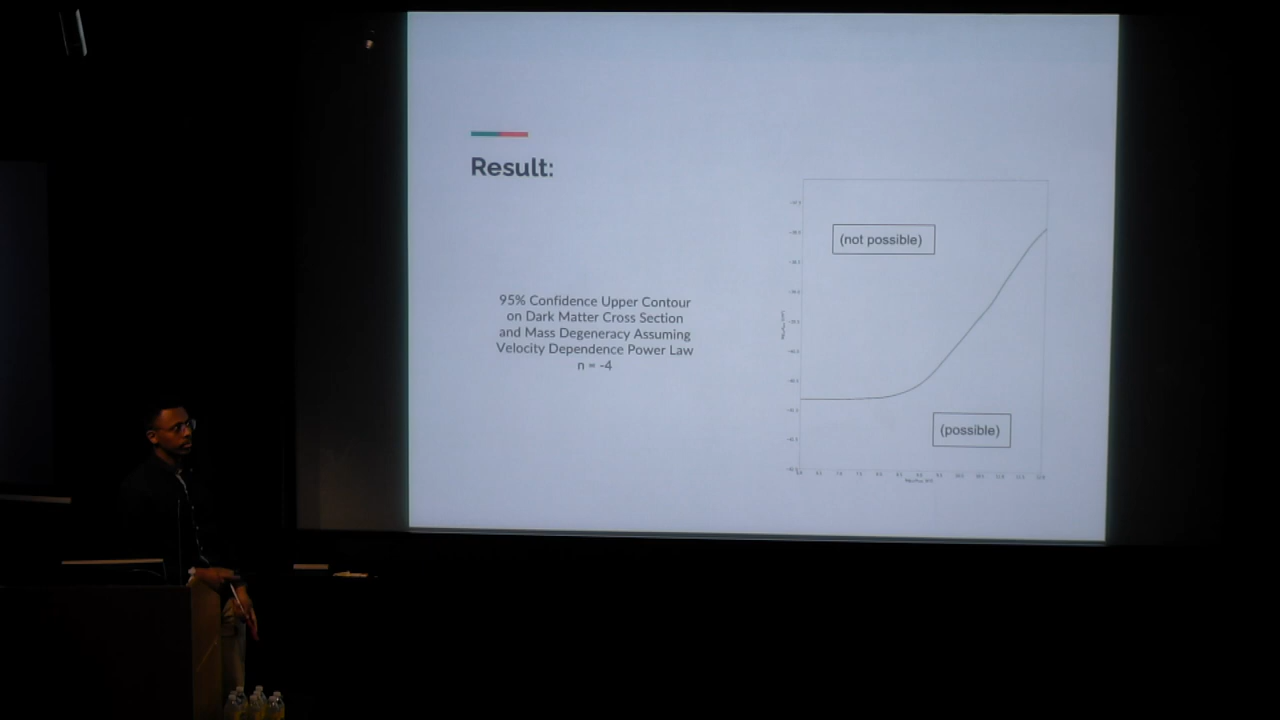 Result:
95% Confidence Upper Contour
on Dark Matter Cross Section
and Mass Degeneracy Assuming
Velocity Dependence Power Law
n = -4
(not possible)
(possible)